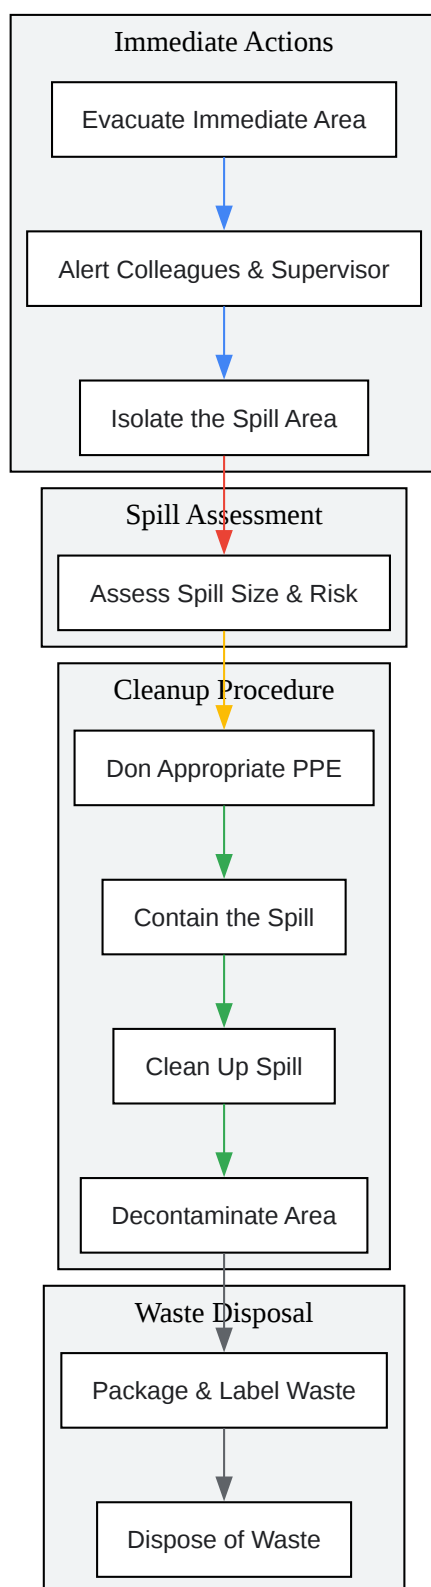 Immediate Actions
Evacuate Immediate Area
Alert Colleagues & Supervisor
Isolate the Spill Area
Spill Assessment
Assess Spill Size & Risk
Cleanup Procedure
Don Appropriate PPE
Contain the Spill
Clean Up Spill
Decontaminate Area
Waste Disposal
Package & Label Waste
Dispose of Waste